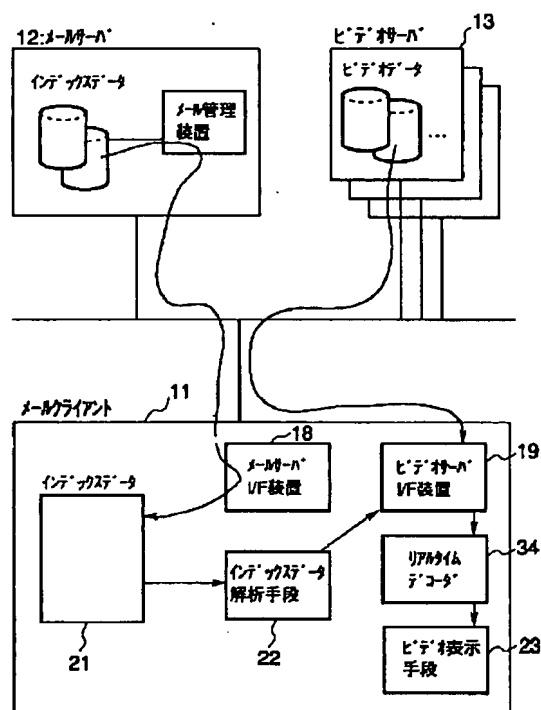 12:メールサーバ
インデックスデータ
メール管理
装置
ビデオサーバ
13
ビデオデータ
...
メールクライアント
11
インデックスデータ
21
18
メールサーバ
I/F装置
インデックスデータ
解析手段
22
ビデオサーバ
I/F装置
19
リアルタイム
デコーダ
34
ビデオ表示
手段
23